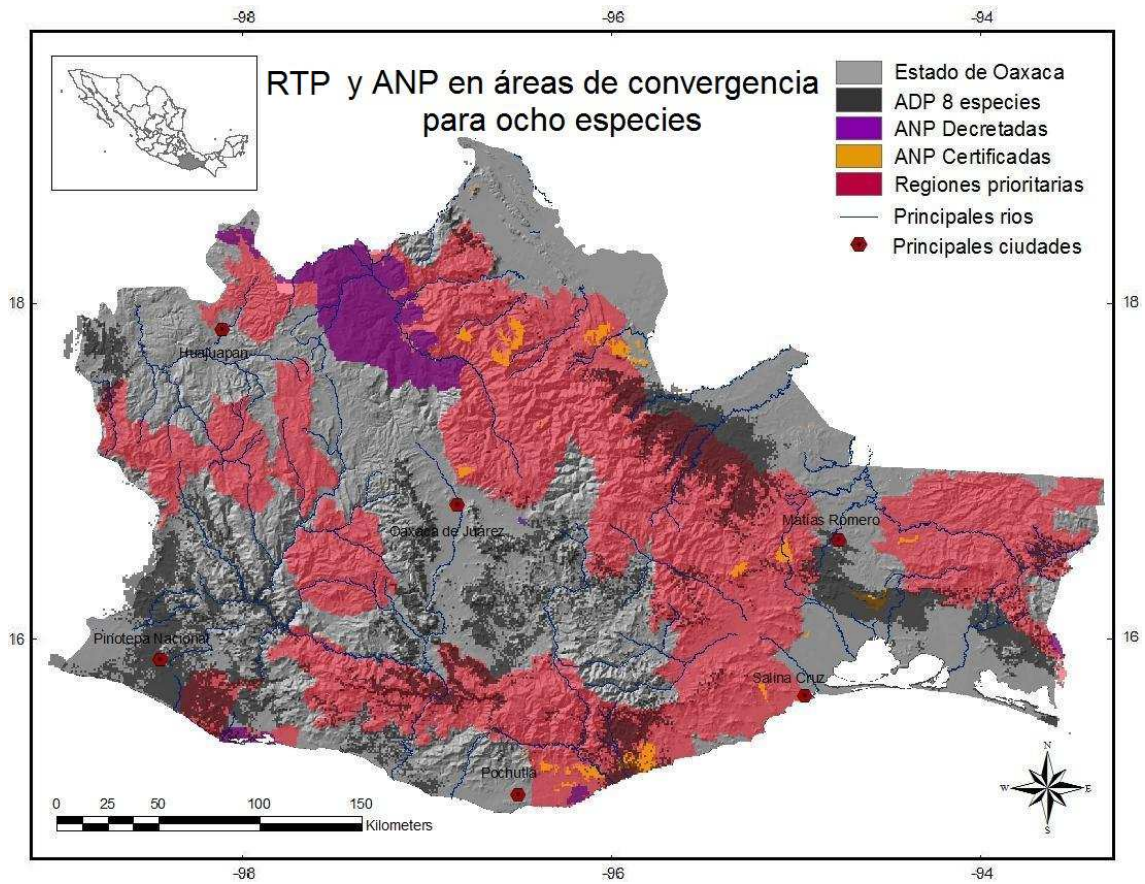 -98
-96
-94
RTP y ANP en áreas de convergencia
para ocho especies
Estado de Oaxaca
ADP 8 especies
ANP Decretadas
ANP Certificadas
Regiones prioritarias
Principales rios
Principales ciudades
18
18
Huajuapan
Oaxaca de Juárez
Matías Romero
16
16
Piriotepa Nacional
Salina Cruz
Pochutla
N
W
E
S
0 25 50 100 150
Kilometers
-98
-96
-94